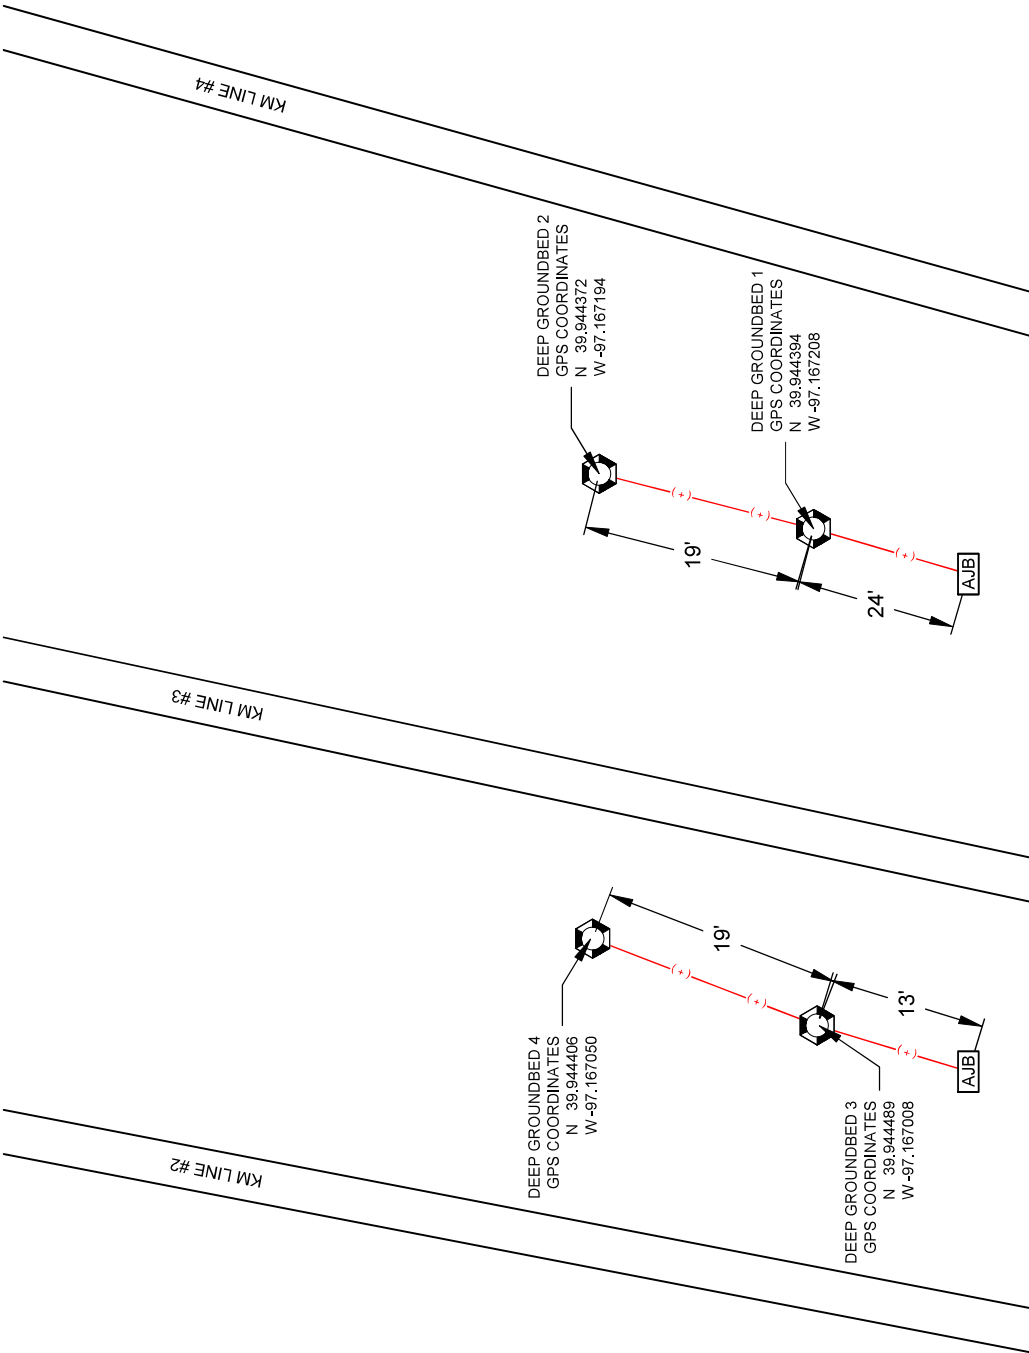 KM LINE #4
DEEP GROUNDBED 2
GPS COORDINATES
N 39.944372
W -97.167194
DEEP GROUNDBED 1
GPS COORDINATES
N 39.944394
W -97.167208
19'
24'
AJB
KM LINE #3
DEEP GROUNDBED 4
GPS COORDINATES
N 39.944406
W -97.167050
DEEP GROUNDBED 3
GPS COORDINATES
N 39.944489
W -97.167008
19'
13'
AJB
KM LINE #2
(+)
(+)
(+)
(+)
(+)
(+)